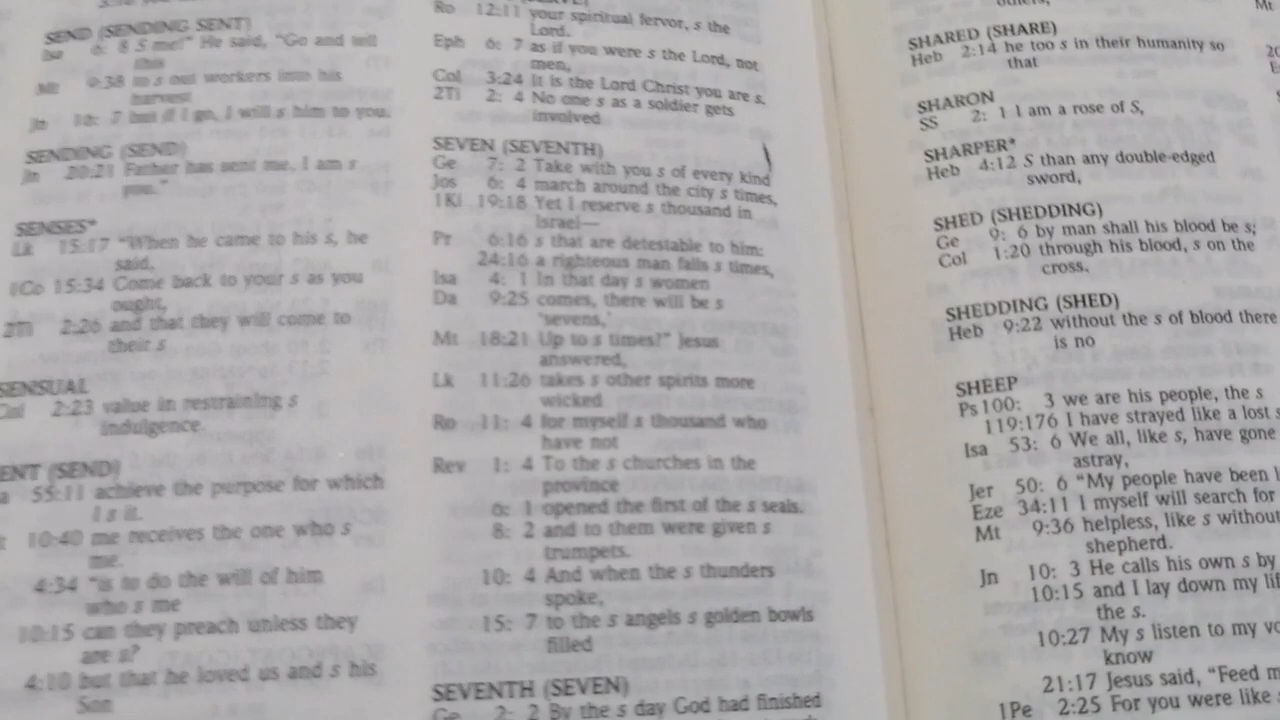 SEND (SENDING SENT)
Isa 6: 8 S me!" He said, "Go and tell
this
Mt 9:38 to s out workers into his
harvest
Jn 16: 7 but if I go, I will s him to you.
SENDING (SEND)
Jn 20:21 Father has sent me, I am s
you."
SENSES*
Lk 15:17 "When he came to his s, he
said,
1Co 15:34 Come back to your s as you
ought,
2Ti 2:26 and that they will come to
their s
SENSUAL
Col 2:23 value in restraining s
indulgence.
ENT (SEND)
55:11 achieve the purpose for which
I s it.
10:40 me receives the one who s
me.
4:34 "is to do the will of him
who s me
10:15 can they preach unless they
are s?
4:10 but that he loved us and s his
Son
Ro 12:11 your spiritual fervor, s the
Lord.
Eph 6: 7 as if you were s the Lord, not
men,
Col 3:24 It is the Lord Christ you are s.
2Ti 2: 4 No one s as a soldier gets
involved
SEVEN (SEVENTH)
Ge 7: 2 Take with you s of every kind
Jos 6: 4 march around the city s times,
1Ki 19:18 Yet I reserve s thousand in
Israel—
Pr 6:16 s that are detestable to him:
24:16 a righteous man falls s times,
Isa 4: 1 In that day s women
Da 9:25 comes, there will be s
'sevens,'
Mt 18:21 Up to s times?" Jesus
answered,
Lk 11:26 takes s other spirits more
wicked
Ro 11: 4 for myself s thousand who
have not
Rev 1: 4 To the s churches in the
province
6: 1 opened the first of the s seals.
8: 2 and to them were given s
trumpets.
10: 4 And when the s thunders
spoke,
15: 7 to the s angels s golden bowls
filled
SEVENTH (SEVEN)
Ge 2: 2 By the s day God had finished
others,
SHARED (SHARE)
Heb 2:14 he too s in their humanity so
that
SHARON
SS 2: 1 I am a rose of S,
SHARPER*
Heb 4:12 S than any double-edged
sword,
SHED (SHEDDING)
Ge 9: 6 by man shall his blood be s;
Col 1:20 through his blood, s on the
cross.
SHEDDING (SHED)
Heb 9:22 without the s of blood there
is no
SHEEP
Ps 100: 3 we are his people, the s
119:176 I have strayed like a lost s
Isa 53: 6 We all, like s, have gone
astray,
Jer 50: 6 "My people have been l
Eze 34:11 I myself will search for
Mt 9:36 helpless, like s without
shepherd.
Jn 10: 3 He calls his own s by
10:15 and I lay down my lif
the s.
10:27 My s listen to my vo
know
21:17 Jesus said, "Feed m
1Pe 2:25 For you were like s
Mt
20